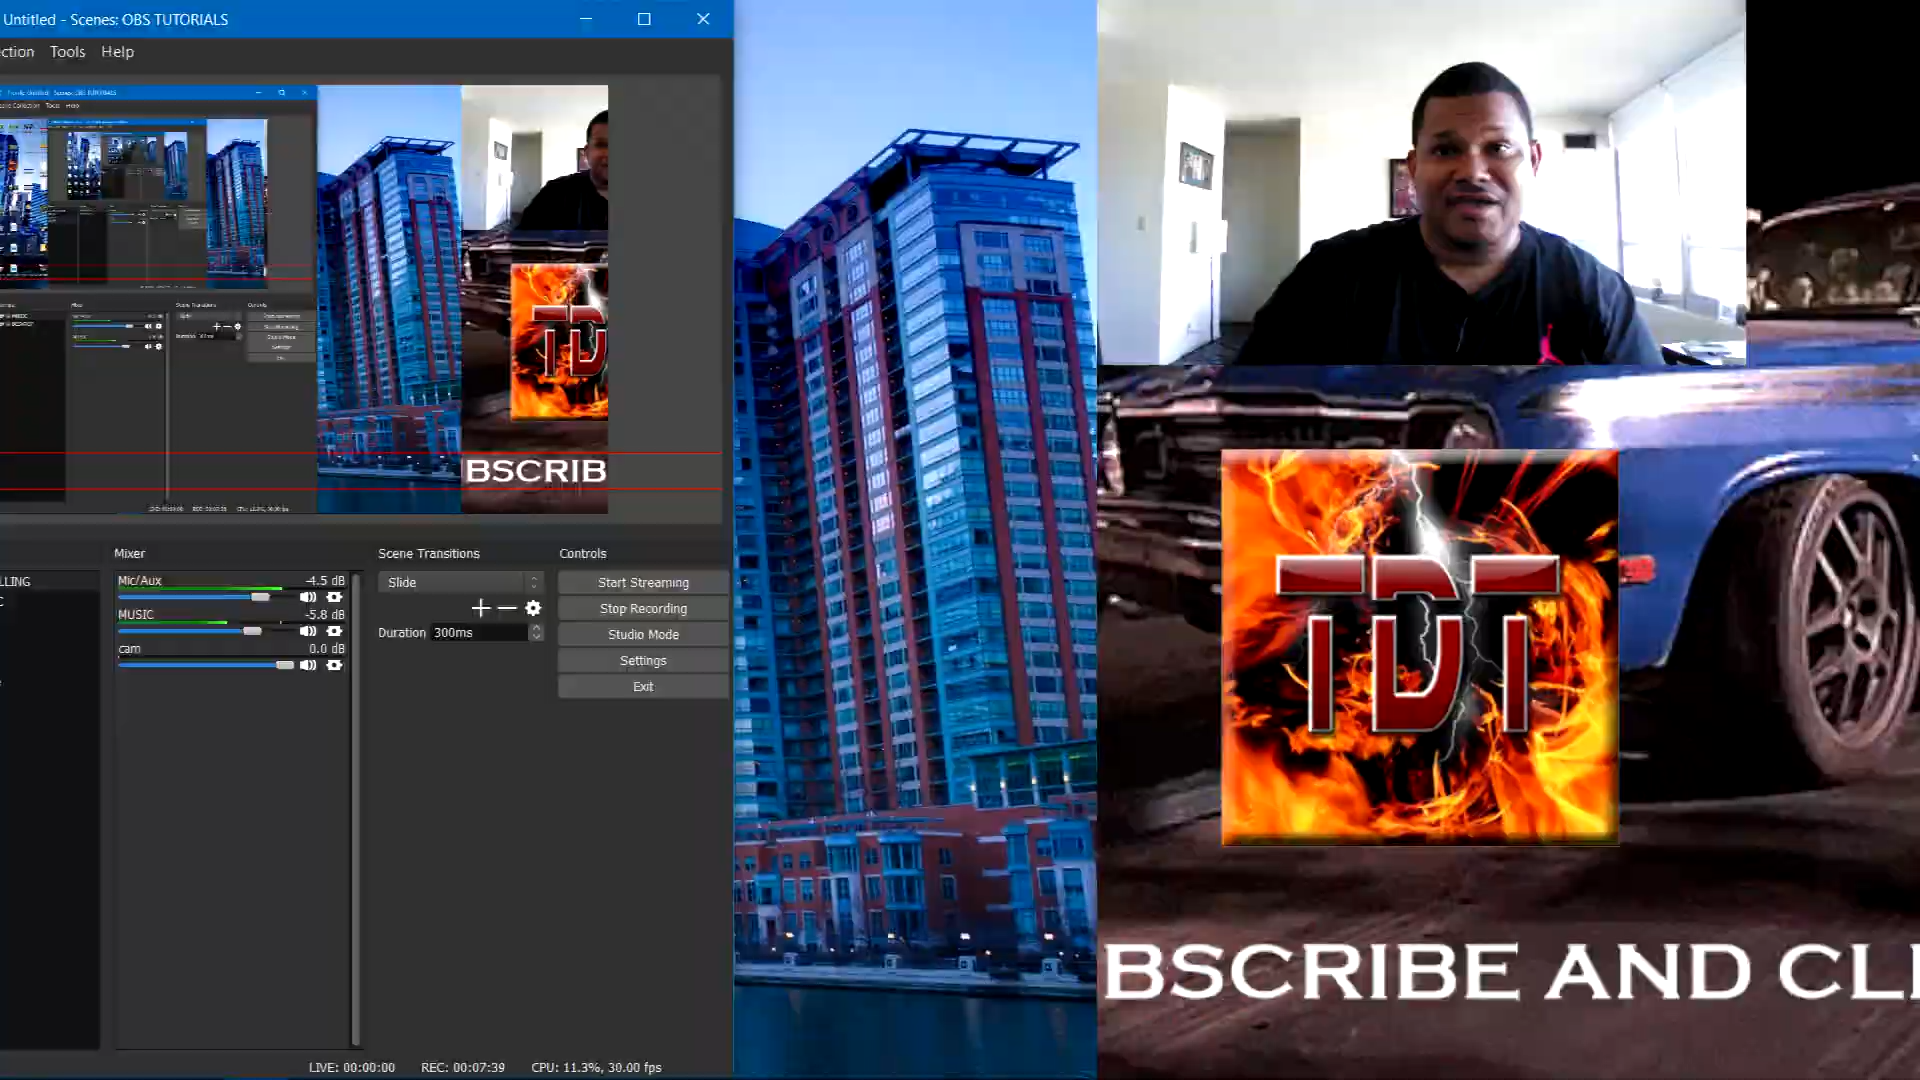 Untitled - Scenes: OBS TUTORIALS
ction Tools Help
BSCRIB
Mixer
Scene Transitions
Controls
LLING
Mic/Aux -4.5 dB
MUSIC -5.8 dB
cam 0.0 dB
Slide
Duration 300ms
Start Streaming
Stop Recording
Studio Mode
Settings
Exit
LIVE: 00:00:00 REC: 00:07:39 CPU: 11.3%, 30.00 fps
TD
TDT
BSCRIBE AND CLI